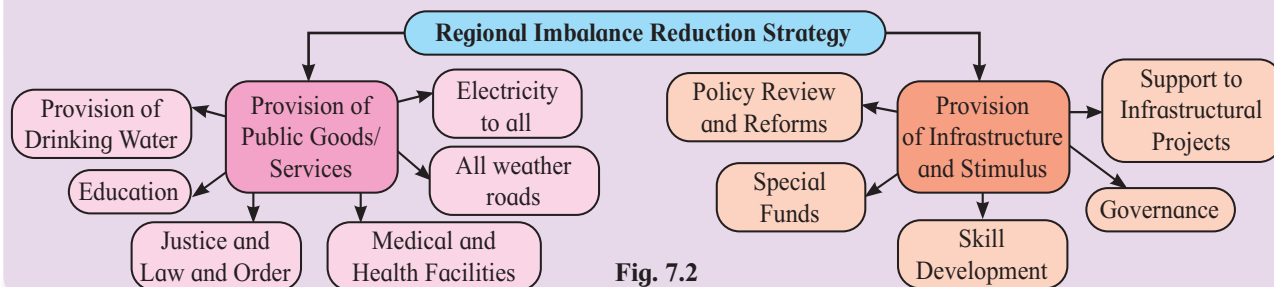 Regional Imbalance Reduction Strategy
Provision of
Drinking Water
Provision of
Public Goods/
Services
Electricity
to all
Education
All weather
roads
Justice and
Law and Order
Medical and
Health Facilities
Policy Review
and Reforms
Provision
of Infrastructure
and Stimulus
Support to
Infrastructural
Projects
Special
Funds
Governance
Skill
Development
Fig. 7.2